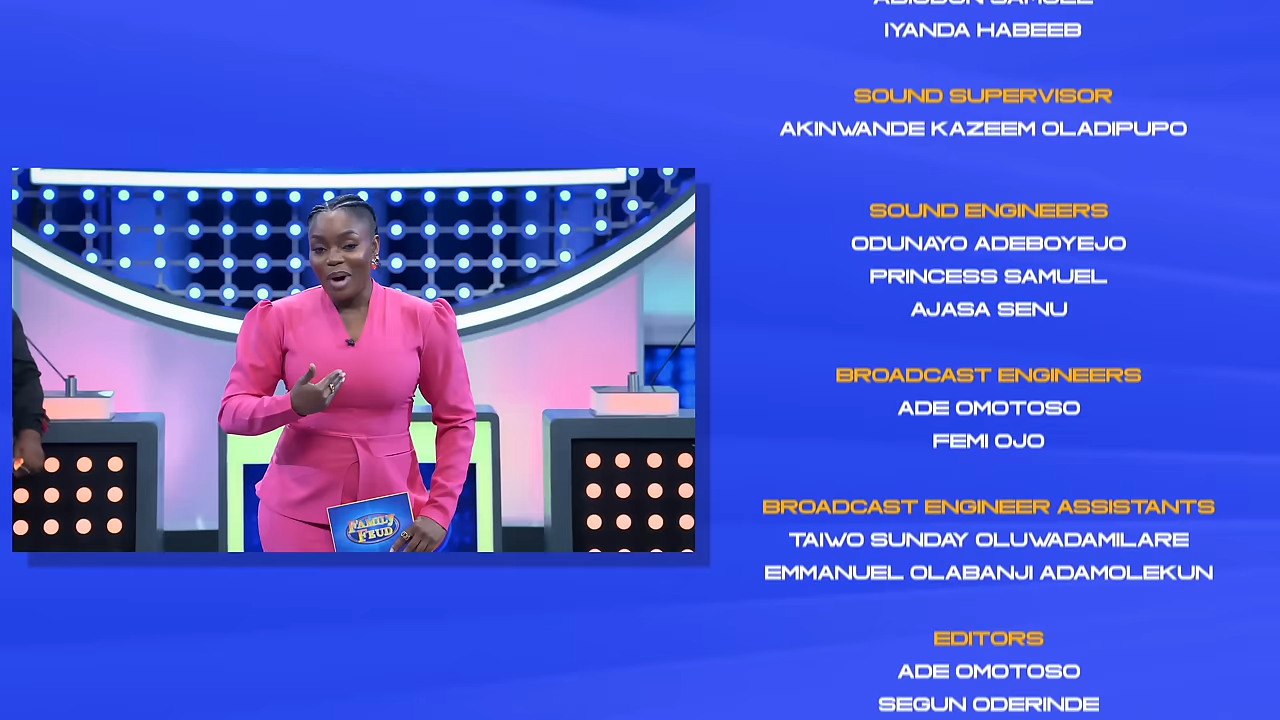 IYANDA HABEEB
SOUND SUPERVISOR
AKINWANDE KAZEEM OLADIPUPO
SOUND ENGINEERS
ODUNAYO ADEBOYEJO
PRINCESS SAMUEL
AJASA SENU
BROADCAST ENGINEERS
ADE OMOTOSO
FEMI OJO
BROADCAST ENGINEER ASSISTANTS
TAIWO SUNDAY OLUWADAMILARE
EMMANUEL OLABANJI ADAMOLEKUN
EDITORS
ADE OMOTOSO
SEGUN ODERINDE
FAMILY
FEUD